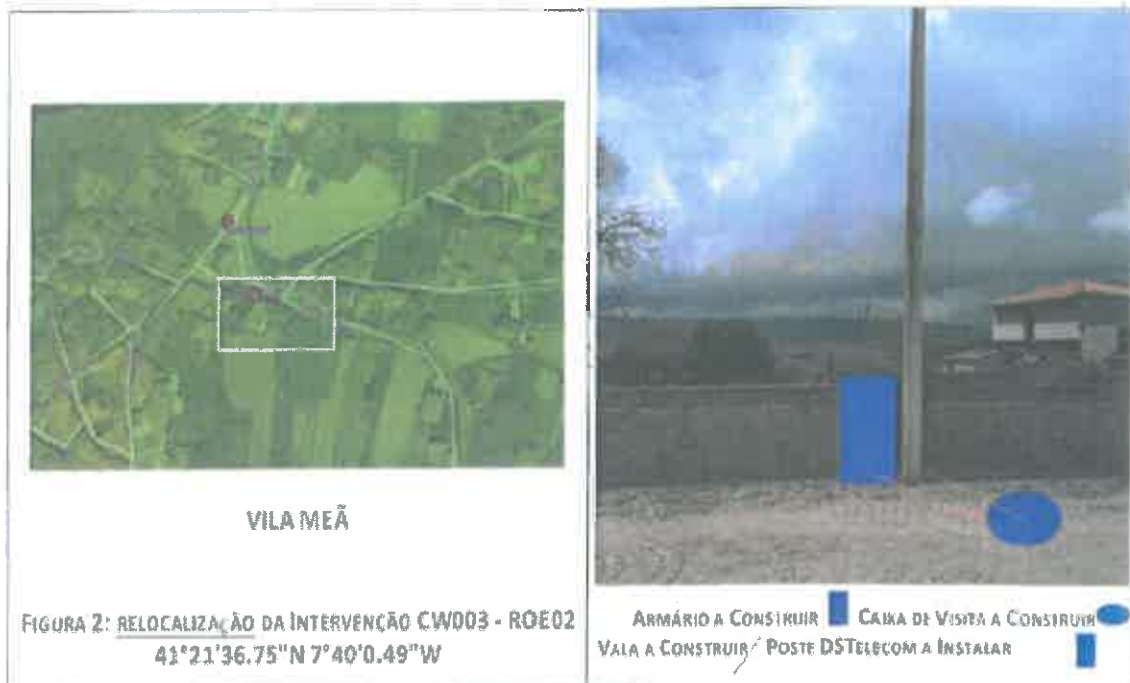 VILA MEÃ
FIGURA 2: RELOCALIZAÇÃO DA INTERVENÇÃO CW003 - ROE02
41°21'36.75"N 7°40'0.49"W
ARMÁRIO A CONSTRUIR CAIXA DE VISITA A CONSTRUIR
VALA A CONSTRUIR/ POSTE DSTELECOM A INSTALAR